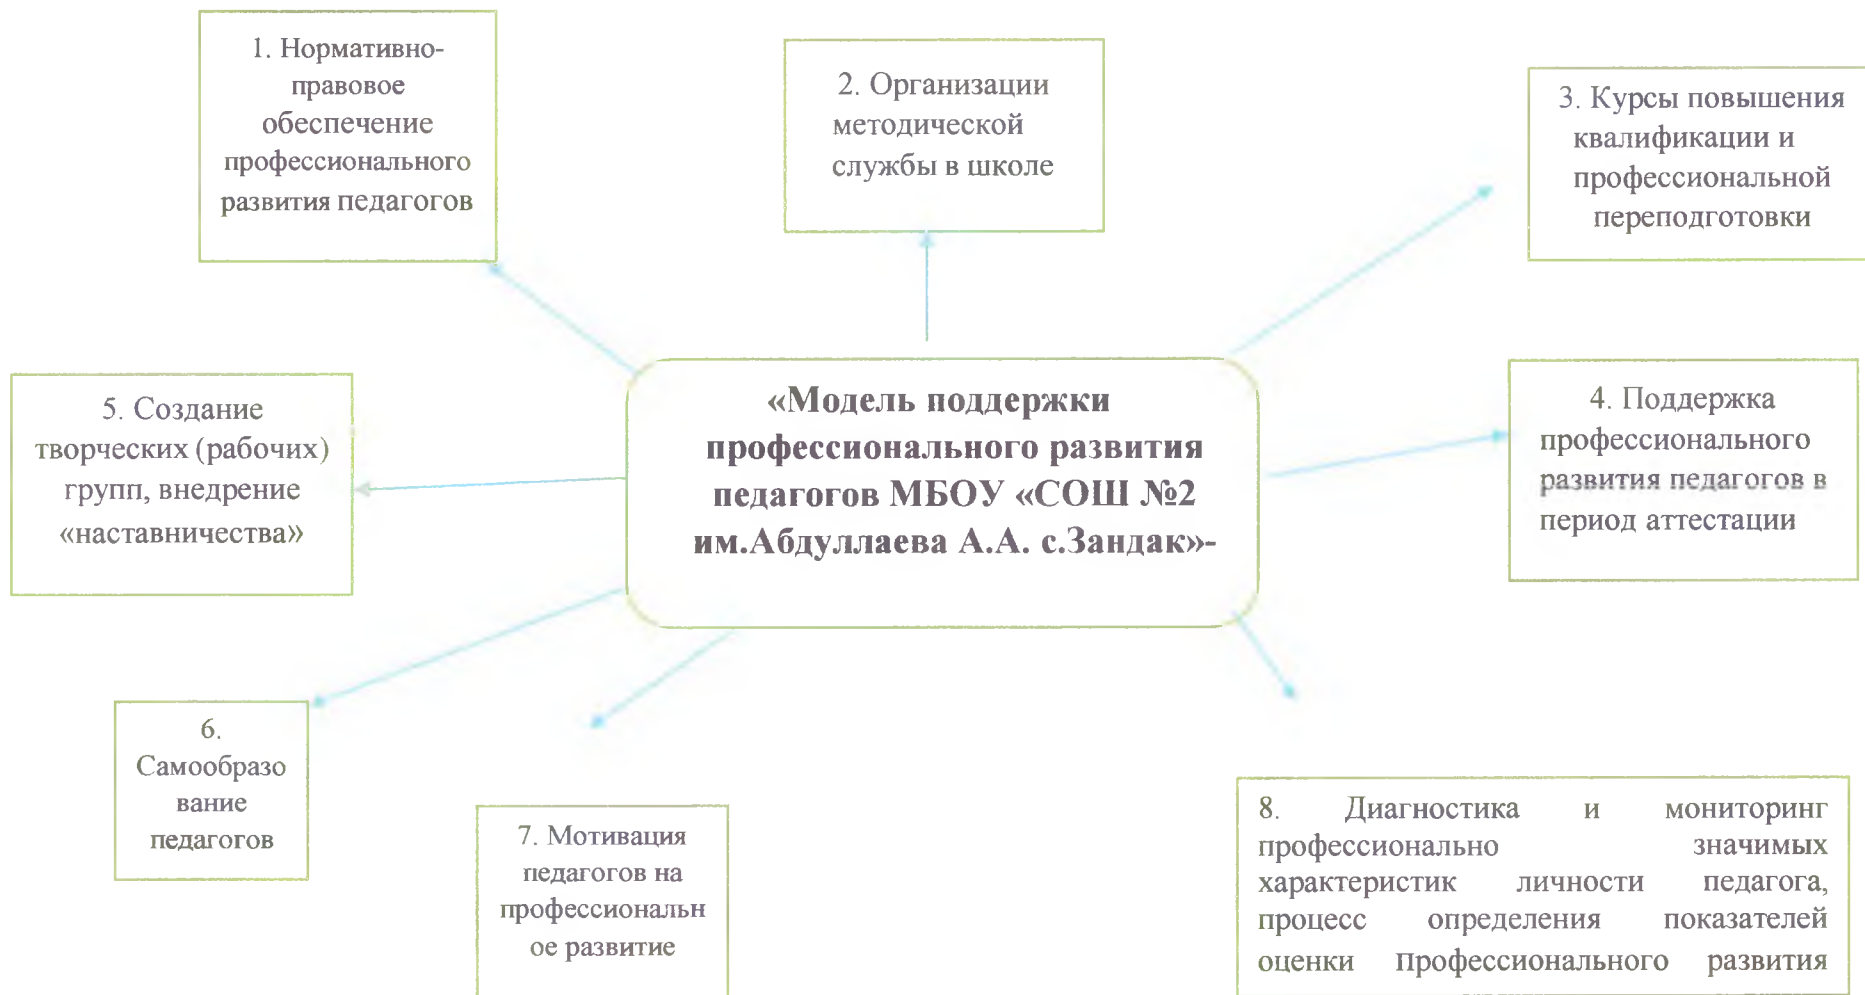 1. Нормативно-
правовое
обеспечение
профессионального
развития педагогов
2. Организации
методической
службы в школе
3. Курсы повышения
квалификации и
профессиональной
переподготовки
«Модель поддержки
профессионального развития
педагогов МБОУ «СОШ №2
им.Абдуллаева А.А. с.Зандак»-
4. Поддержка
профессионального
развития педагогов в
период аттестации
5. Создание
творческих (рабочих)
групп, внедрение
«наставничества»
6.
Самообразо
вание
педагогов
7. Мотивация
педагогов на
профессиональн
ое развитие
8. Диагностика и мониторинг
профессионально значимых
характеристик личности педагога,
процесс определения показателей
оценки профессионального развития